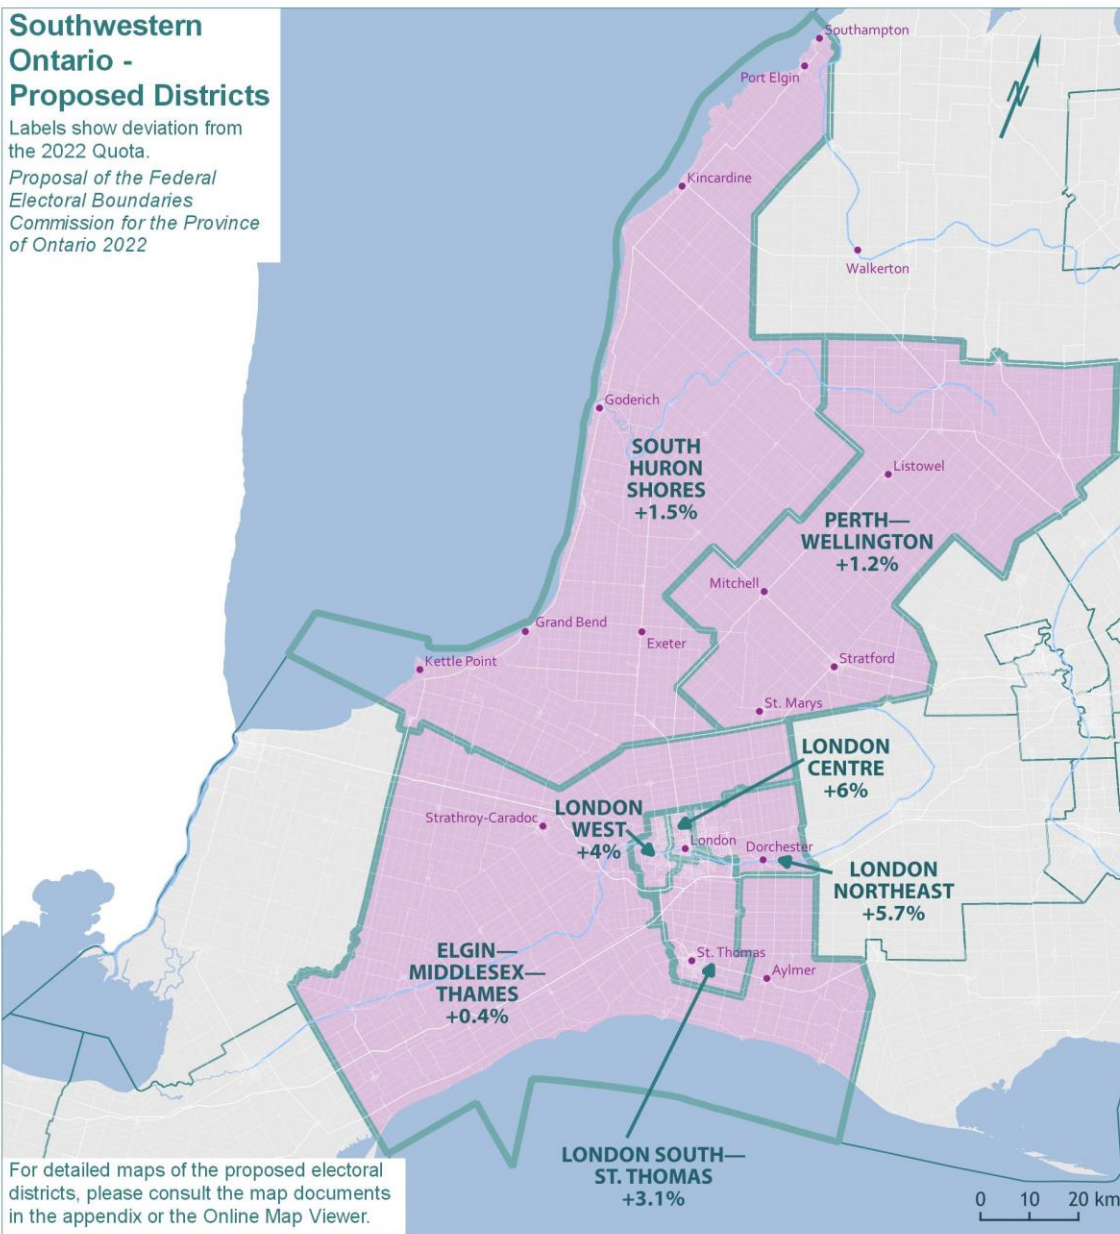 Southwestern
Ontario -
Proposed Districts
Labels show deviation from
the 2022 Quota.
Proposal of the Federal
Electoral Boundaries
Commission for the Province
of Ontario 2022
Southampton
Port Elgin
N
Kincardine
Walkerton
Goderich
SOUTH
HURON
SHORES
+1.5%
Listowel
PERTH—
WELLINGTON
+1.2%
Mitchell
Grand Bend
Exeter
Kettle Point
Stratford
St. Marys
LONDON
CENTRE
+6%
LONDON
WEST
+4%
Strathroy-Caradoc
London
Dorchester
LONDON
NORTHEAST
+5.7%
ELGIN—
MIDDLESEX—
THAMES
+0.4%
St. Thomas
Aylmer
LONDON SOUTH—
ST. THOMAS
+3.1%
For detailed maps of the proposed electoral
districts, please consult the map documents
in the appendix or the Online Map Viewer.
0 10 20 km